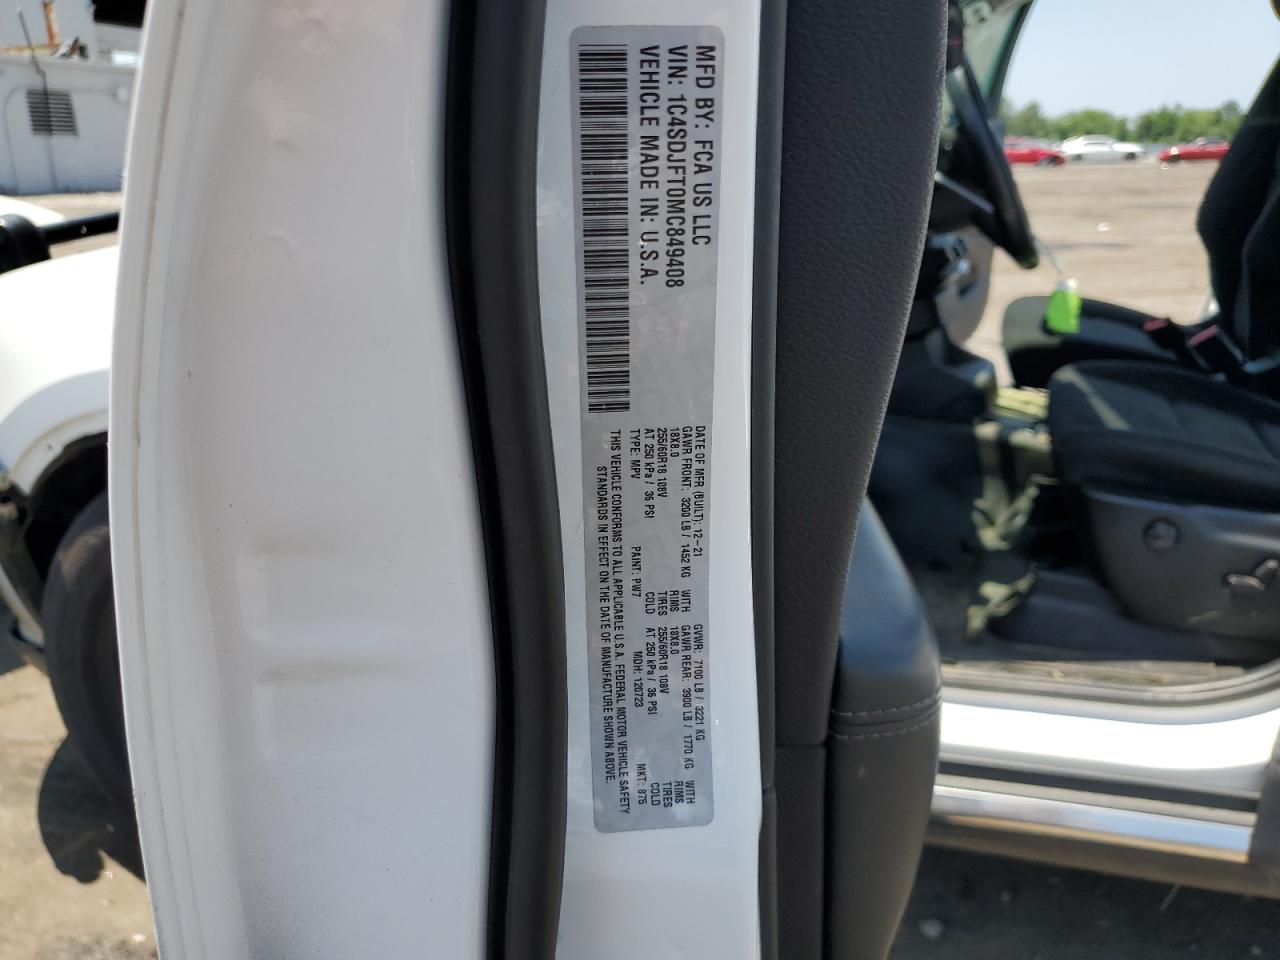 MFD BY: FCA US LLC
VIN: 1C4SDJFT0MC849408
VEHICLE MADE IN: U.S.A.
DATE OF MFR (BUILT): 12-21 GVWR: 7100 LB / 3221 KG
GAWR FRONT: 3200 LB / 1452 KG WITH GAWR REAR: 3900 LB / 1770 KG WITH
18X8.0 RIMS 18X8.0 RIMS
255/60R18 108V TIRES 255/60R18 108V TIRES
AT 250 kPa / 36 PSI COLD AT 250 kPa / 36 PSI COLD
TYPE: MPV PAINT: PW7 MDH: 120723 MKT: 875
THIS VEHICLE CONFORMS TO ALL APPLICABLE U.S.A. FEDERAL MOTOR VEHICLE SAFETY
STANDARDS IN EFFECT ON THE DATE OF MANUFACTURE SHOWN ABOVE.